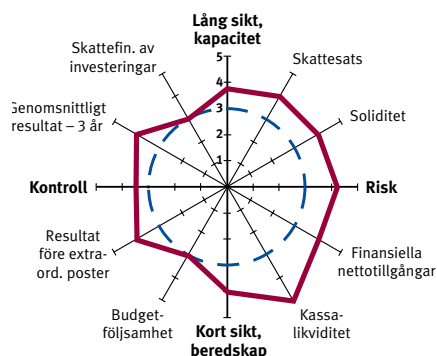 Lång sikt,
kapacitet
Skattefin. av
investeringar
Skattesats
5
4
3
2
1
Genomsnittligt
resultat – 3 år
Soliditet
Kontroll
Risk
Resultat
före extra-
ord. poster
Finansiella
nettotillgångar
Budget-
följsamhet
Kort sikt,
beredskap
Kassa-
likviditet